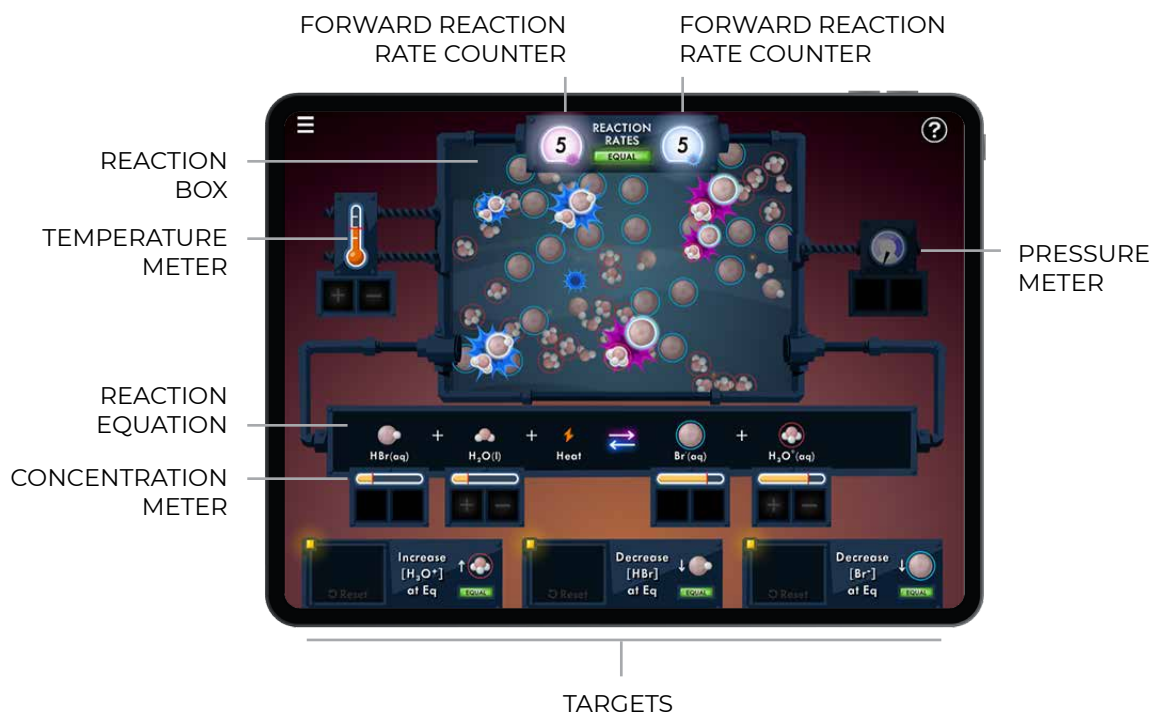 FORWARD REACTION
RATE COUNTER
FORWARD REACTION
RATE COUNTER
REACTION
BOX
TEMPERATURE
METER
REACTION
EQUATION
CONCENTRATION
METER
PRESSURE
METER
5
REACTION
RATES
EQUAL
5
?
+ −
HBr(aq) + H₂O(l) + Heat ⇄ Br⁻(aq) + H₃O⁺(aq)
+ −
+ −
Reset
Increase
[H₃O⁺]
at Eq
↑
EQUAL
Reset
Decrease
[HBr]
at Eq
↓
EQUAL
Reset
Decrease
[Br⁻]
at Eq
↓
EQUAL
TARGETS